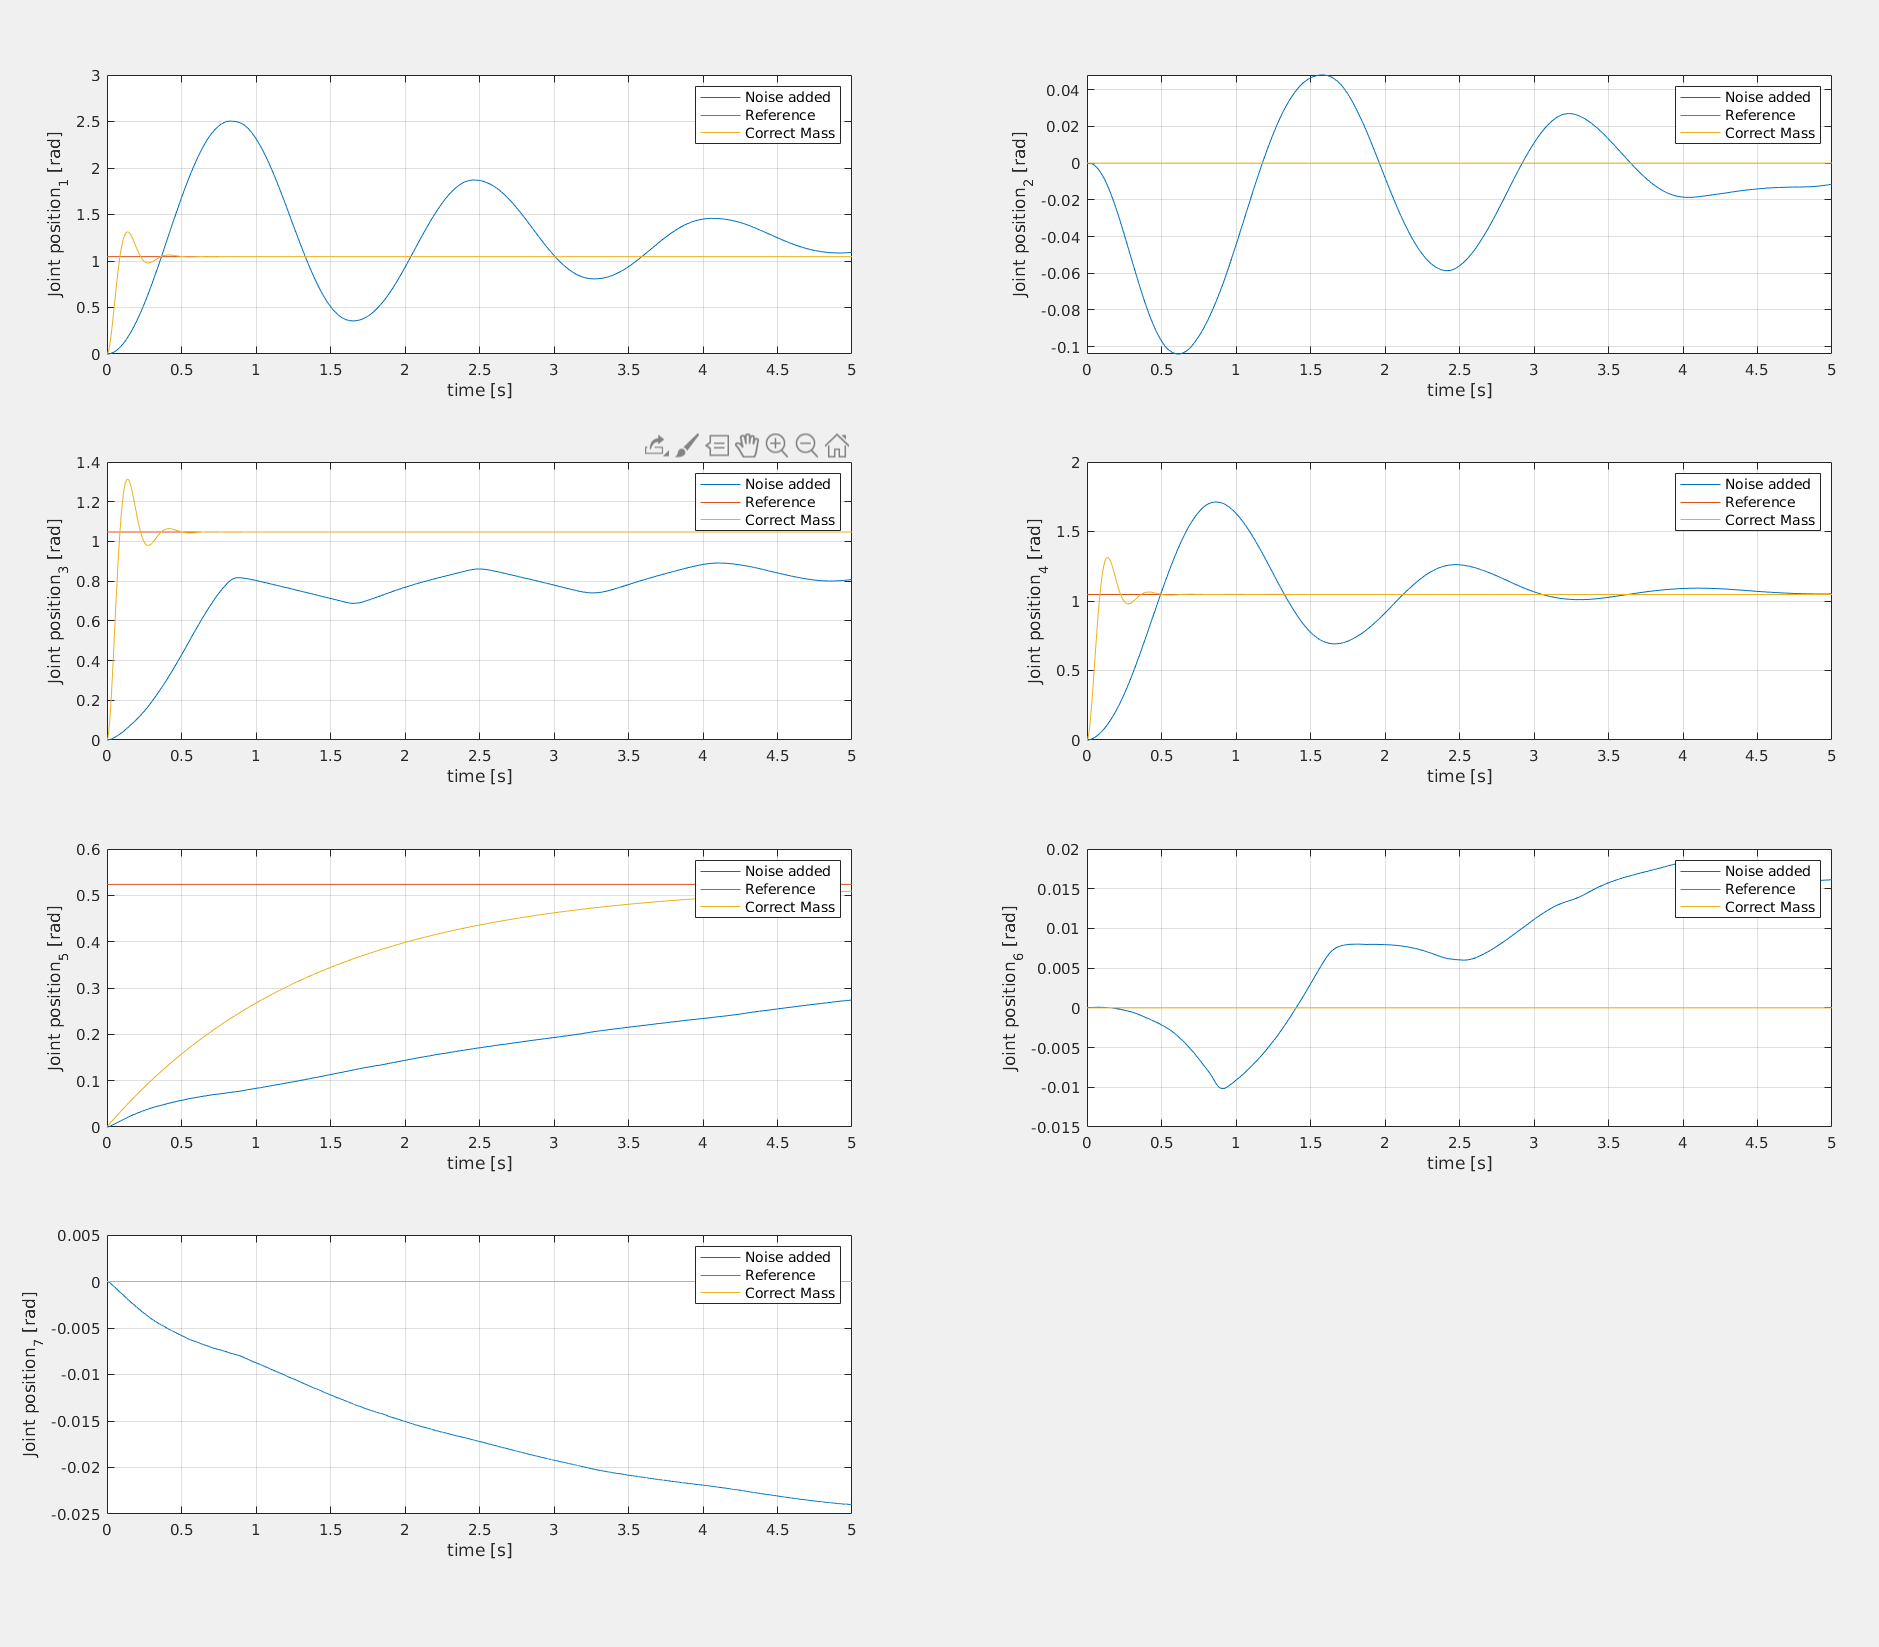 Joint position1 [rad]
3
2.5
2
1.5
1
0.5
0
Noise added
Reference
Correct Mass
0 0.5 1 1.5 2 2.5 3 3.5 4 4.5 5
time [s]
Joint position2 [rad]
0.04
0.02
0
-0.02
-0.04
-0.06
-0.08
-0.1
Noise added
Reference
Correct Mass
0 0.5 1 1.5 2 2.5 3 3.5 4 4.5 5
time [s]
Joint position3 [rad]
1.4
1.2
1
0.8
0.6
0.4
0.2
0
Noise added
Reference
Correct Mass
0 0.5 1 1.5 2 2.5 3 3.5 4 4.5 5
time [s]
Joint position4 [rad]
2
1.5
1
0.5
0
Noise added
Reference
Correct Mass
0 0.5 1 1.5 2 2.5 3 3.5 4 4.5 5
time [s]
Joint position5 [rad]
0.6
0.5
0.4
0.3
0.2
0.1
0
Noise added
Reference
Correct Mass
0 0.5 1 1.5 2 2.5 3 3.5 4 4.5 5
time [s]
Joint position6 [rad]
0.02
0.015
0.01
0.005
0
-0.005
-0.01
-0.015
Noise added
Reference
Correct Mass
0 0.5 1 1.5 2 2.5 3 3.5 4 4.5 5
time [s]
Joint position7 [rad]
0.005
0
-0.005
-0.01
-0.015
-0.02
-0.025
Noise added
Reference
Correct Mass
0 0.5 1 1.5 2 2.5 3 3.5 4 4.5 5
time [s]